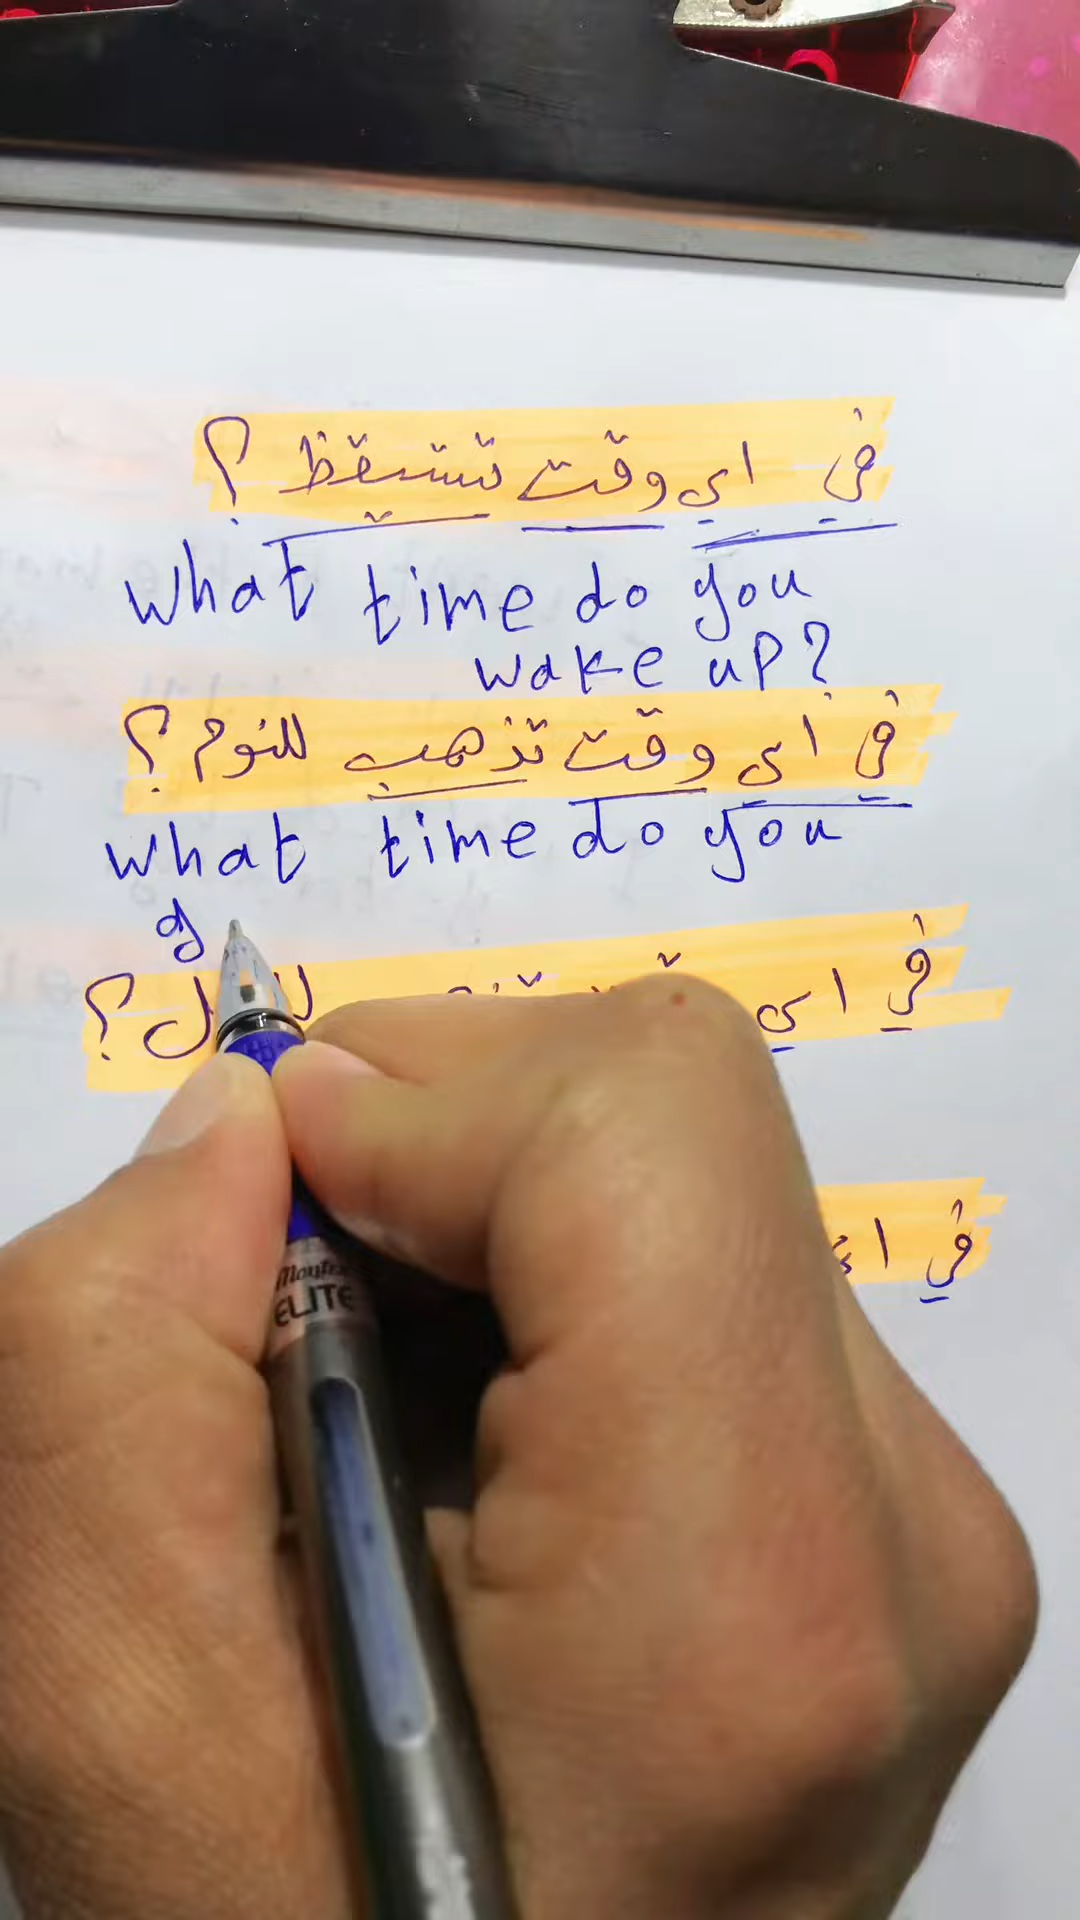 في اي وقت تستيقظ ؟
What time do you
wake up?
في اي وقت تذهب للنوم ؟
What time do you
g
في اي
في
ELITE